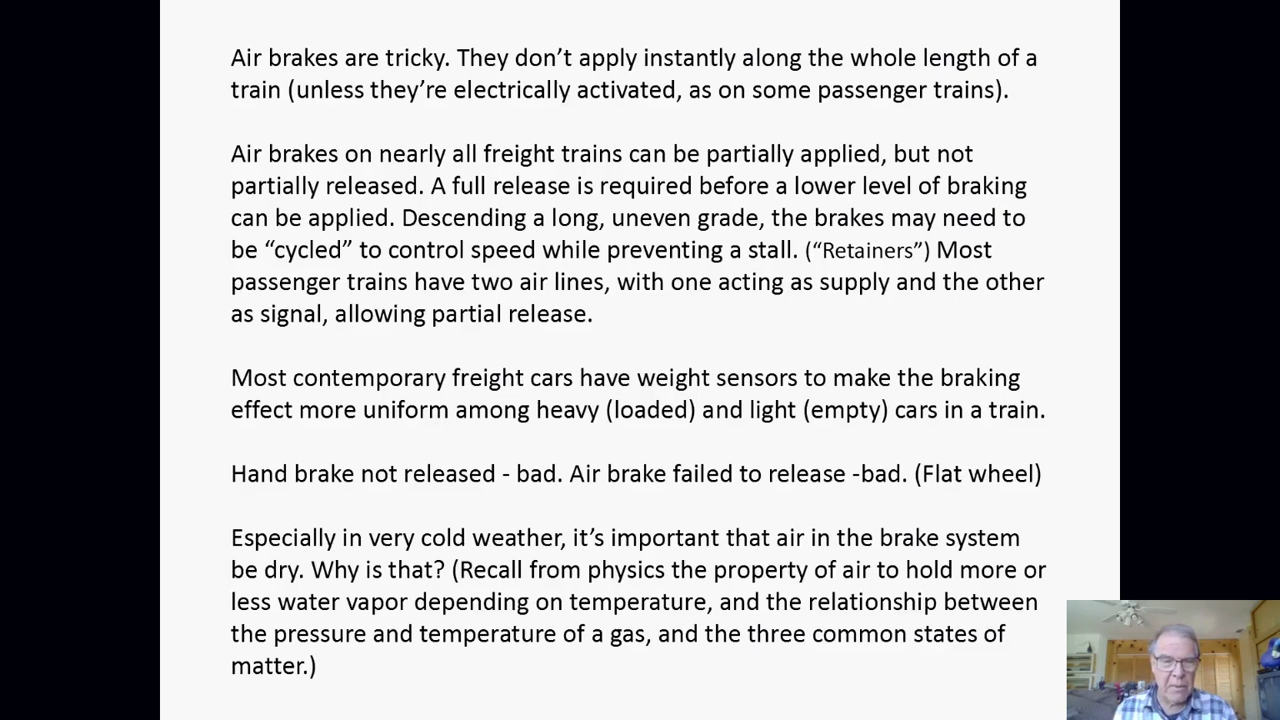 Air brakes are tricky. They don’t apply instantly along the whole length of a
train (unless they’re electrically activated, as on some passenger trains).
Air brakes on nearly all freight trains can be partially applied, but not
partially released. A full release is required before a lower level of braking
can be applied. Descending a long, uneven grade, the brakes may need to
be “cycled” to control speed while preventing a stall. (“Retainers”) Most
passenger trains have two air lines, with one acting as supply and the other
as signal, allowing partial release.
Most contemporary freight cars have weight sensors to make the braking
effect more uniform among heavy (loaded) and light (empty) cars in a train.
Hand brake not released - bad. Air brake failed to release -bad. (Flat wheel)
Especially in very cold weather, it’s important that air in the brake system
be dry. Why is that? (Recall from physics the property of air to hold more or
less water vapor depending on temperature, and the relationship between
the pressure and temperature of a gas, and the three common states of
matter.)